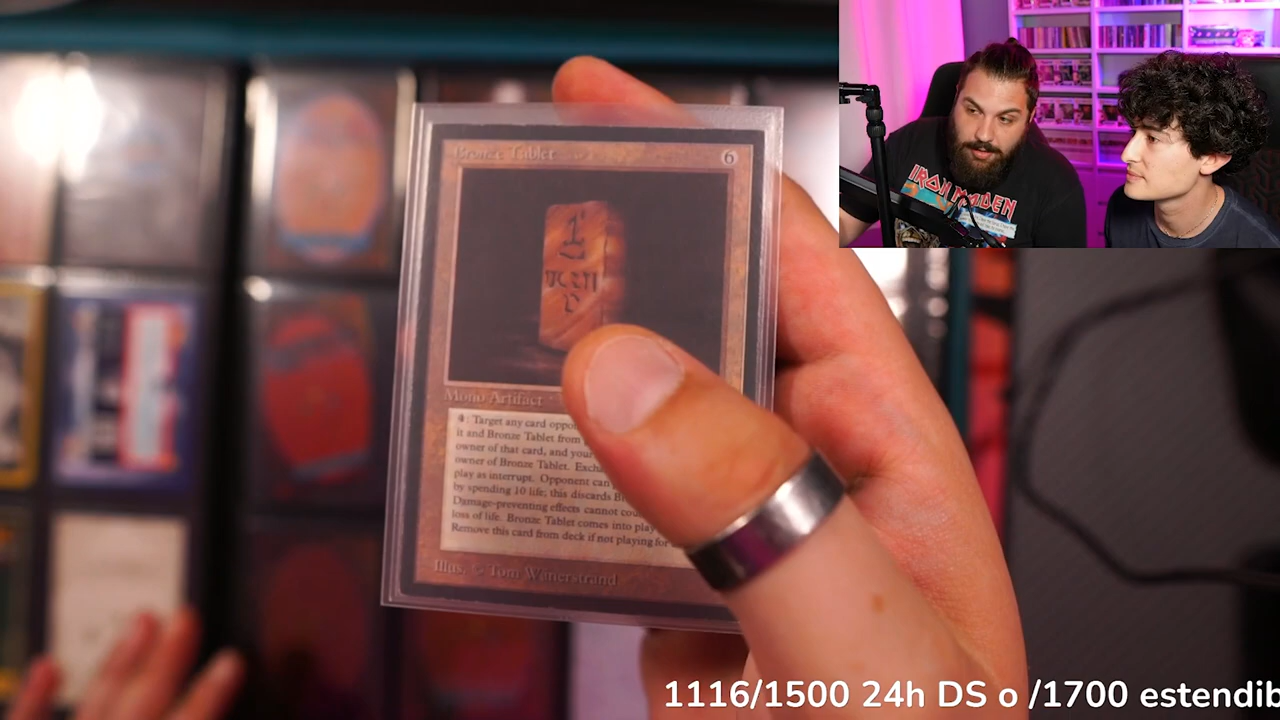 Bronze Tablet 6
Mono Artifact
4: Target any card oppo
it and Bronze Tablet from
owner of that card, and your
owner of Bronze Tablet. Exch
play as interrupt. Opponent can
by spending 10 life; this discards Br
Damage-preventing effects cannot cou
loss of life. Bronze Tablet comes into play
Remove this card from deck if not playing for
Illus. © Tom Wänerstrand
IRON MAIDEN
1116/1500 24h DS o /1700 estendib